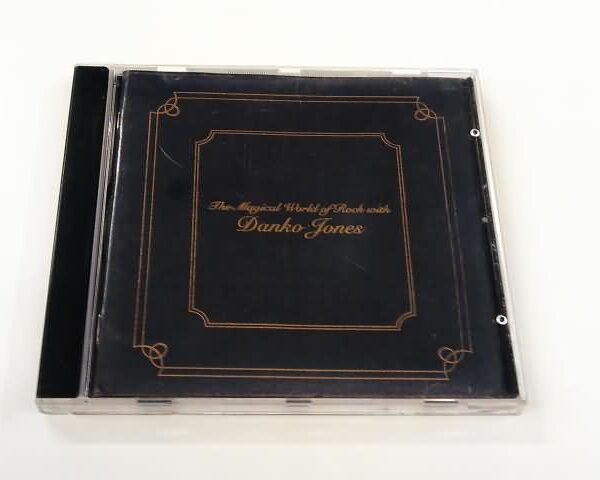 The Magical World of Rock with
Danko Jones